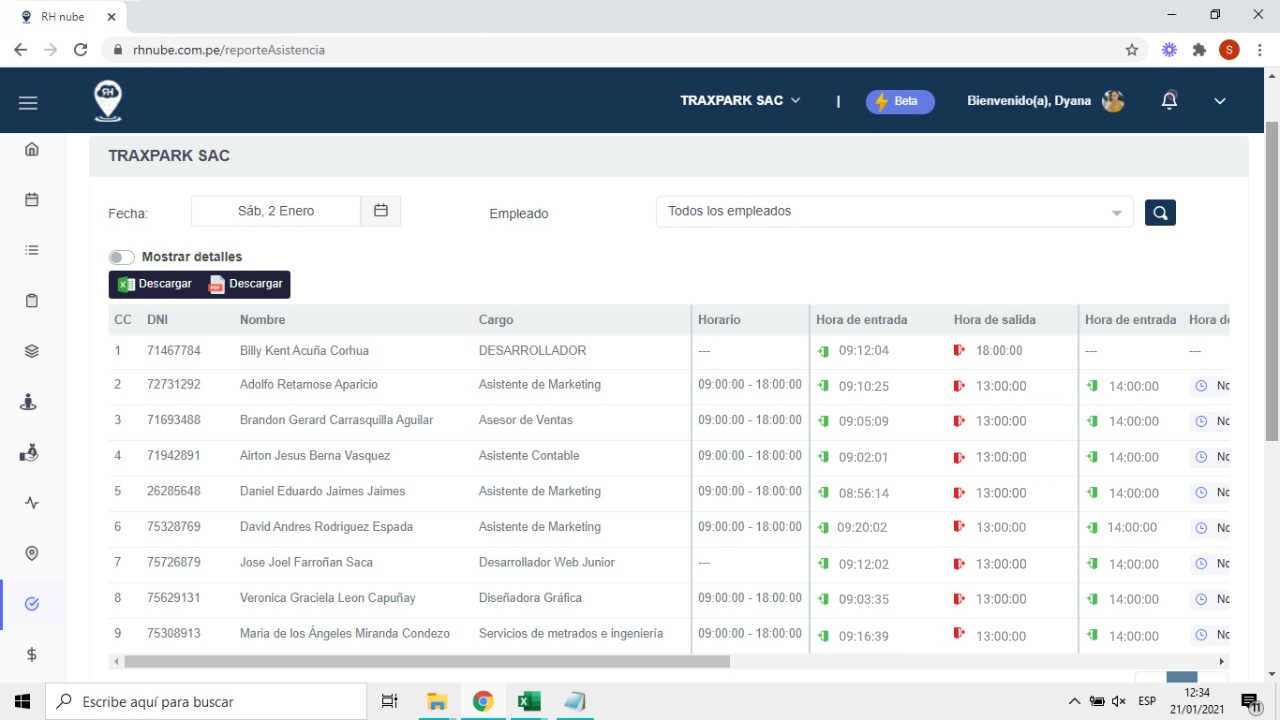 RH nube
rhnube.com.pe/reporteAsistencia
S
RH
TRAXPARK SAC | Beta Bienvenido(a), Dyana
TRAXPARK SAC
Fecha: Sáb, 2 Enero Empleado Todos los empleados
Mostrar detalles
Descargar Descargar
CC DNI Nombre Cargo Horario Hora de entrada Hora de salida Hora de entrada Hora de
1 71467784 Billy Kent Acuña Corhua DESARROLLADOR --- 09:12:04 18:00:00 --- ---
2 72731292 Adolfo Retamose Aparicio Asistente de Marketing 09:00:00 - 18:00:00 09:10:25 13:00:00 14:00:00 No
3 71693488 Brandon Gerard Carrasquilla Aguilar Asesor de Ventas 09:00:00 - 18:00:00 09:05:09 13:00:00 14:00:00 No
4 71942891 Airton Jesus Berna Vasquez Asistente Contable 09:00:00 - 18:00:00 09:02:01 13:00:00 14:00:00 No
5 26285648 Daniel Eduardo Jaimes Jaimes Asistente de Marketing 09:00:00 - 18:00:00 08:56:14 13:00:00 14:00:00 No
6 75328769 David Andres Rodriguez Espada Asistente de Marketing 09:00:00 - 18:00:00 09:20:02 13:00:00 14:00:00 No
7 75726879 Jose Joel Farroñan Saca Desarrollador Web Junior --- 09:12:02 13:00:00 14:00:00 No
8 75629131 Veronica Graciela Leon Capuñay Diseñadora Gráfica 09:00:00 - 18:00:00 09:03:35 13:00:00 14:00:00 No
9 75308913 Maria de los Ángeles Miranda Condezo Servicios de metrados e ingeniería 09:00:00 - 18:00:00 09:16:39 13:00:00 14:00:00 No
Escribe aquí para buscar
ESP
12:34
21/01/2021
11